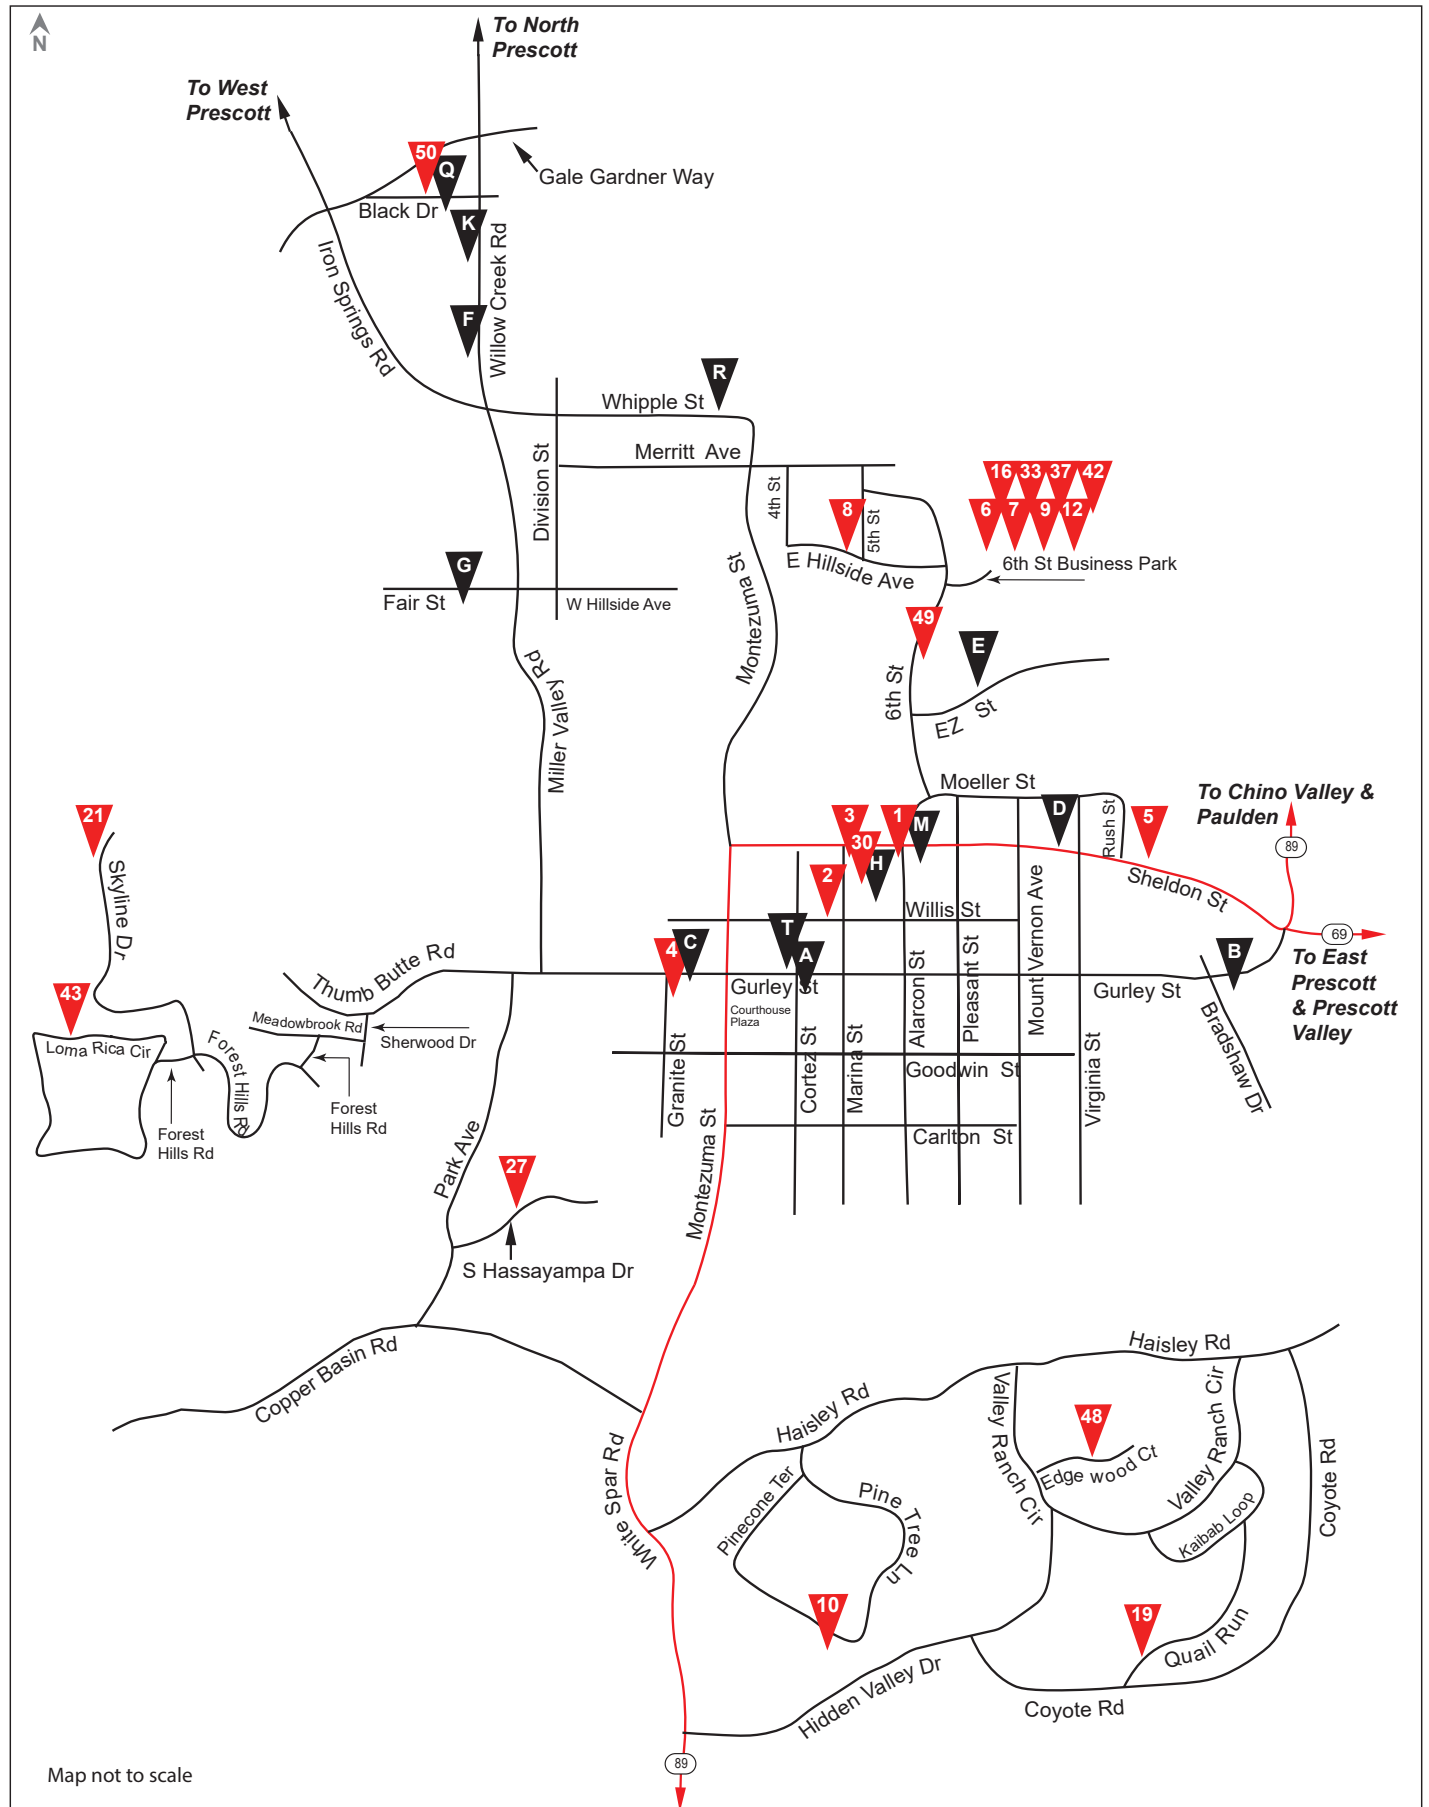 N
To North
Prescott
To West
Prescott
50
Q
Gale Gardner Way
Black Dr
K
Iron Springs Rd
Willow Creek Rd
F
R
Whipple St
Merritt Ave
Division St
4th St
8
5th St
16 33 37 42
6 7 9 12
E Hillside Ave
6th St Business Park
G
Fair St
W Hillside Ave
Montezuma St
49
E
6th St
EZ St
Miller Valley Rd
Moeller St
To Chino Valley &
Paulden
89
21
3
30
1
M
H
D
Rush St
5
2
Sheldon St
Skyline Dr
Willis St
Mount Vernon Ave
69
To East
Prescott
& Prescott
Valley
4
C
T
A
B
Thumb Butte Rd
Gurley St
Gurley St
Courthouse
Plaza
Alarcon St
Pleasant St
Bradshaw Dr
43
Loma Rica Cir
Meadowbrook Rd
Sherwood Dr
Forest Hills Rd
Forest
Hills Rd
Forest
Hills Rd
Granite St
Cortez St
Marina St
Goodwin St
Virginia St
Carlton St
Park Ave
27
Montezuma St
S Hassayampa Dr
Copper Basin Rd
White Spar Rd
Haisley Rd
Haisley Rd
Valley Ranch Cir
48
Edge wood Ct
Valley Ranch Cir
Coyote Rd
Pinecone Ter
Pine Tree Ln
Kaibab Loop
10
19
Quail Run
Hidden Valley Dr
Coyote Rd
89
Map not to scale